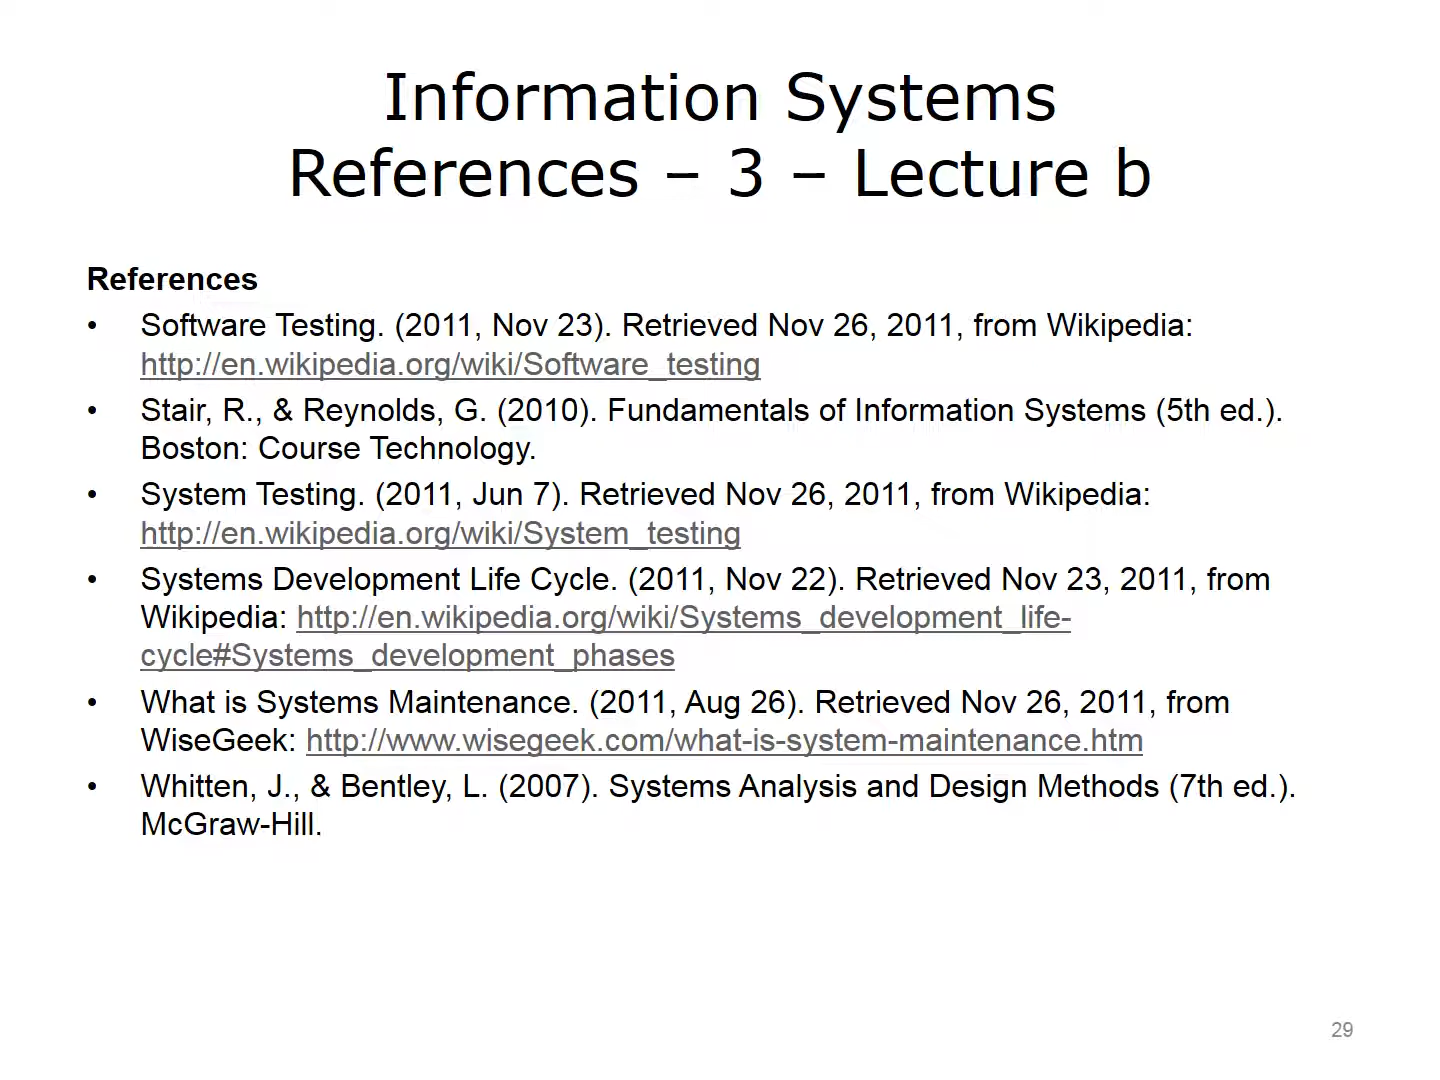 Information Systems
References – 3 – Lecture b
References
• Software Testing. (2011, Nov 23). Retrieved Nov 26, 2011, from Wikipedia:
http://en.wikipedia.org/wiki/Software_testing
• Stair, R., & Reynolds, G. (2010). Fundamentals of Information Systems (5th ed.).
Boston: Course Technology.
• System Testing. (2011, Jun 7). Retrieved Nov 26, 2011, from Wikipedia:
http://en.wikipedia.org/wiki/System_testing
• Systems Development Life Cycle. (2011, Nov 22). Retrieved Nov 23, 2011, from
Wikipedia: http://en.wikipedia.org/wiki/Systems_development_life-
cycle#Systems_development_phases
• What is Systems Maintenance. (2011, Aug 26). Retrieved Nov 26, 2011, from
WiseGeek: http://www.wisegeek.com/what-is-system-maintenance.htm
• Whitten, J., & Bentley, L. (2007). Systems Analysis and Design Methods (7th ed.).
McGraw-Hill.
29